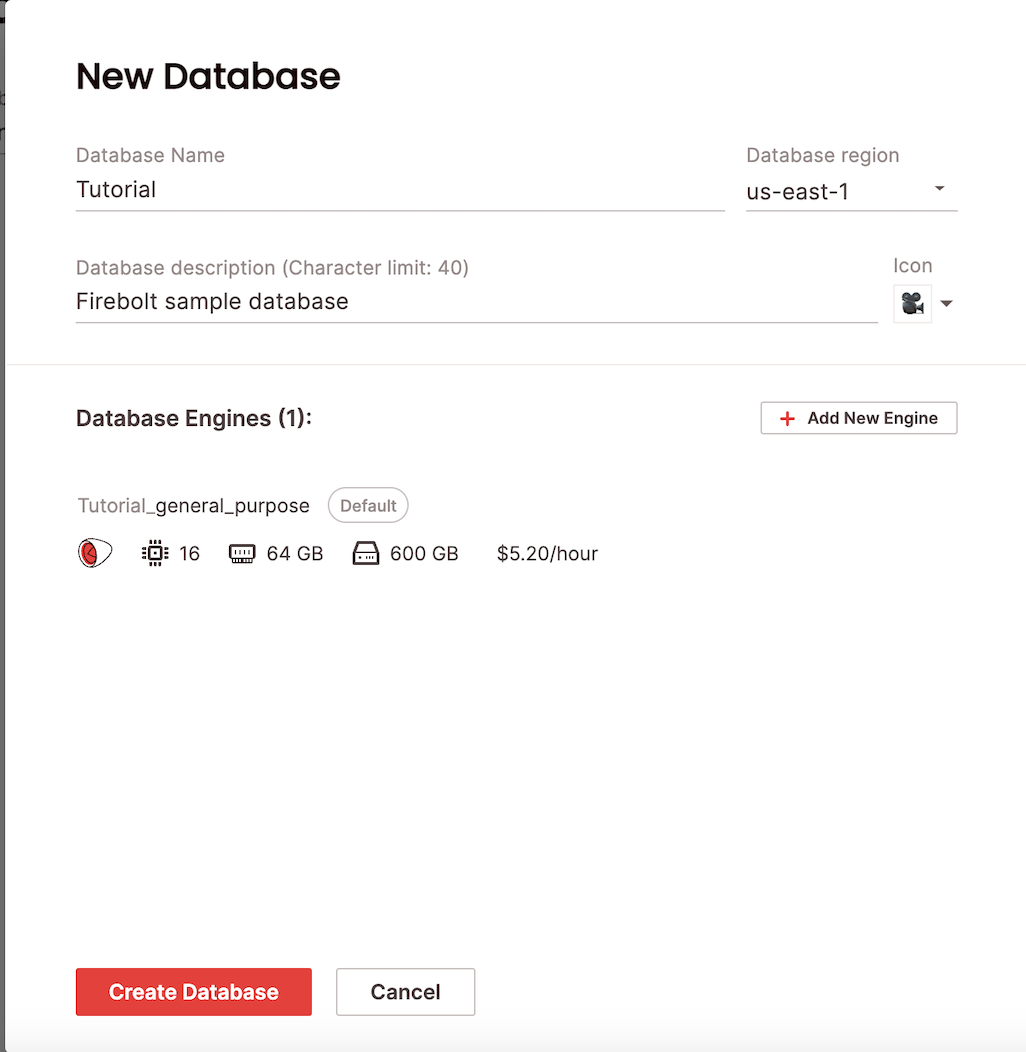 New Database
Database Name
Database region
Tutorial
us-east-1
Database description (Character limit: 40)
Icon
Firebolt sample database
Database Engines (1):
+ Add New Engine
Tutorial_general_purpose
Default
16
64 GB
600 GB
$5.20/hour
Create Database
Cancel